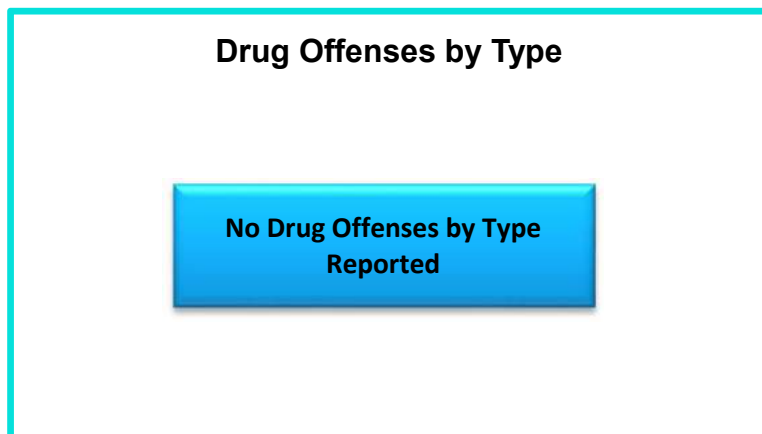 Drug Offenses by Type
No Drug Offenses by Type
Reported